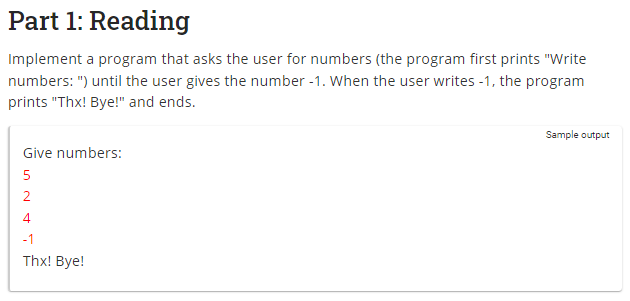 Part 1: Reading
Implement a program that asks the user for numbers (the program first prints "Write
numbers: ") until the user gives the number -1. When the user writes -1, the program
prints "Thx! Bye!" and ends.
Sample output
Give numbers:
5
2
4
-1
Thx! Bye!